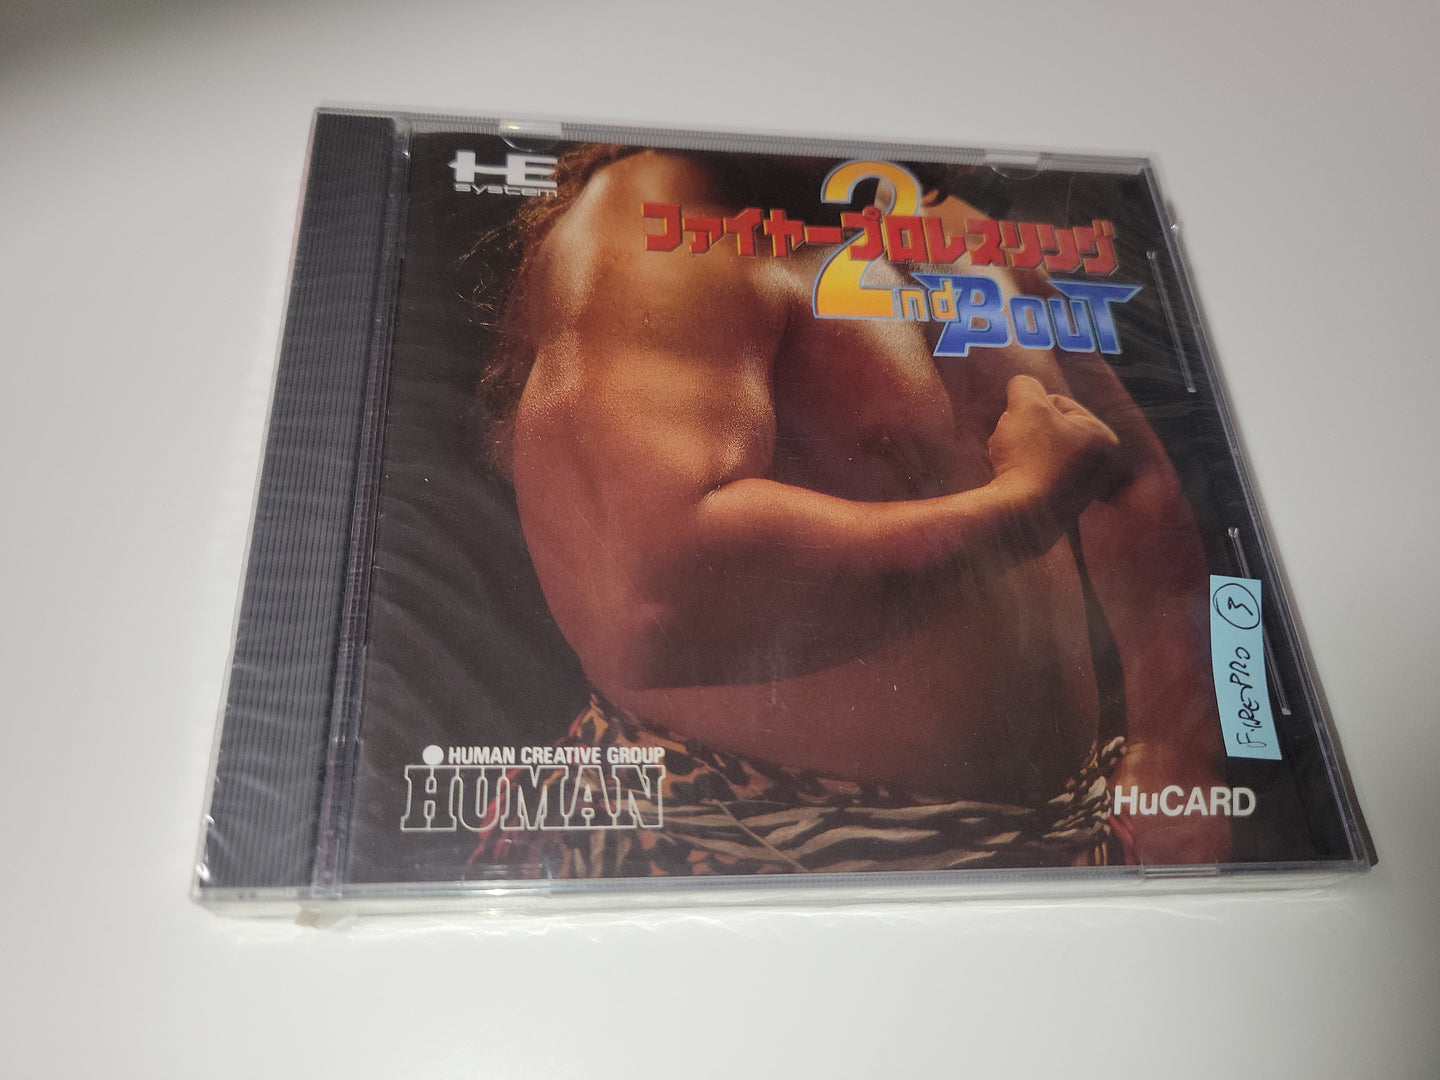 HE
system
ファイヤープロレスリング
2nd BOUT
HUMAN CREATIVE GROUP
HUMAN
HuCARD
FIREPRO ③